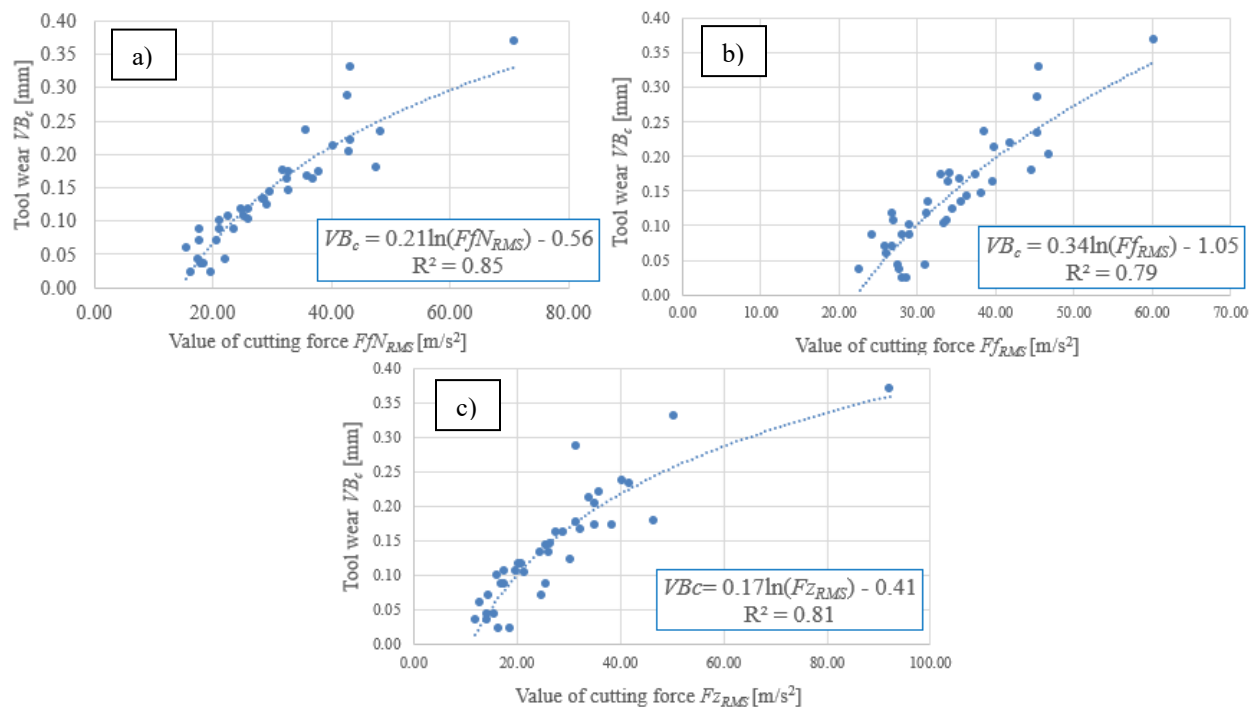 a)
Tool wear VBc [mm]
0.40
0.35
0.30
0.25
0.20
0.15
0.10
0.05
0.00
VBc = 0.21ln(FfNRMS) - 0.56
R² = 0.85
0.00 20.00 40.00 60.00 80.00
Value of cutting force FfNRMS [m/s²]
b)
Tool wear VBc [mm]
0.40
0.35
0.30
0.25
0.20
0.15
0.10
0.05
0.00
VBc = 0.34ln(FfRMS) - 1.05
R² = 0.79
0.00 10.00 20.00 30.00 40.00 50.00 60.00 70.00
Value of cutting force FfRMS [m/s²]
c)
Tool wear VBc [mm]
0.40
0.35
0.30
0.25
0.20
0.15
0.10
0.05
0.00
VBc= 0.17ln(FzRMS) - 0.41
R² = 0.81
0.00 20.00 40.00 60.00 80.00 100.00
Value of cutting force FzRMS [m/s²]